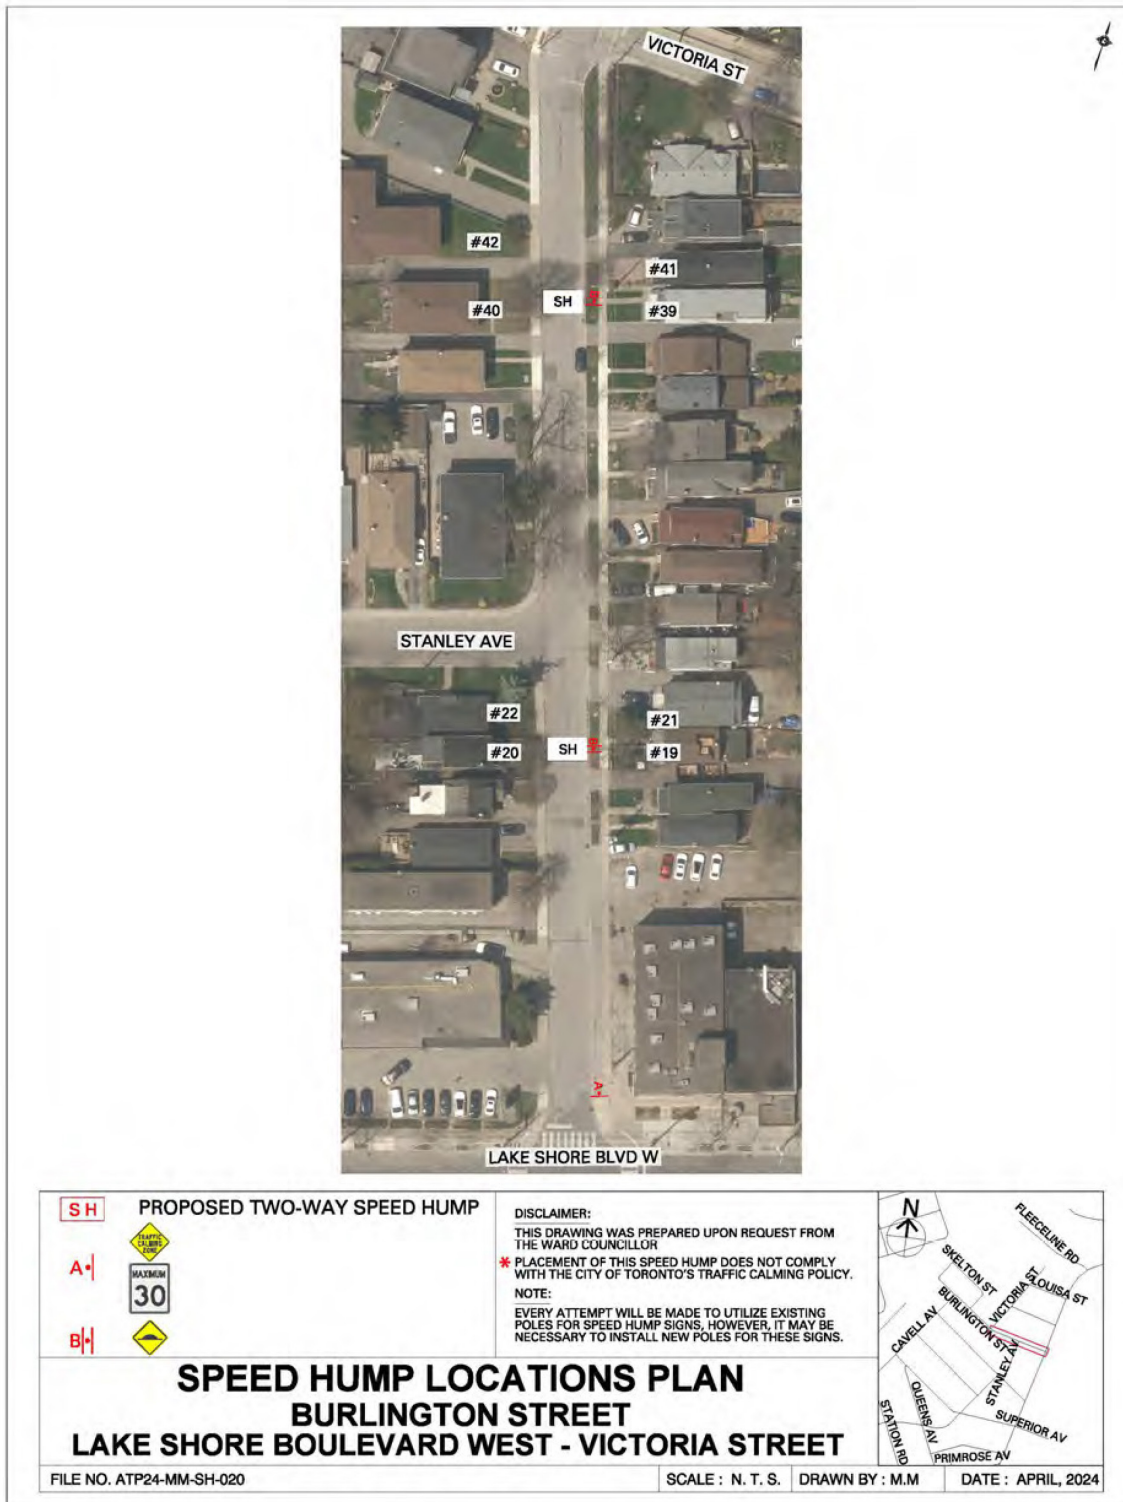 VICTORIA ST
#42
#41
SH
#40
#39
STANLEY AVE
#22
#21
SH
B
#20
#19
A
LAKE SHORE BLVD W
SH
PROPOSED TWO-WAY SPEED HUMP
TRAFFIC
CALMING
ZONE
A
MAXIMUM
30
B
DISCLAIMER:
THIS DRAWING WAS PREPARED UPON REQUEST FROM
THE WARD COUNCILLOR
* PLACEMENT OF THIS SPEED HUMP DOES NOT COMPLY
WITH THE CITY OF TORONTO'S TRAFFIC CALMING POLICY.
NOTE:
EVERY ATTEMPT WILL BE MADE TO UTILIZE EXISTING
POLES FOR SPEED HUMP SIGNS, HOWEVER, IT MAY BE
NECESSARY TO INSTALL NEW POLES FOR THESE SIGNS.
N
FLEECELINE RD
SKELTON ST
VICTORIA ST
LOUISA ST
BURLINGTON ST
CAVELL AV
STANLEY AV
QUEENS AV
SUPERIOR AV
STATION RD
PRIMROSE AV
SPEED HUMP LOCATIONS PLAN
BURLINGTON STREET
LAKE SHORE BOULEVARD WEST - VICTORIA STREET
FILE NO. ATP24-MM-SH-020
SCALE : N. T. S.
DRAWN BY : M.M
DATE : APRIL, 2024